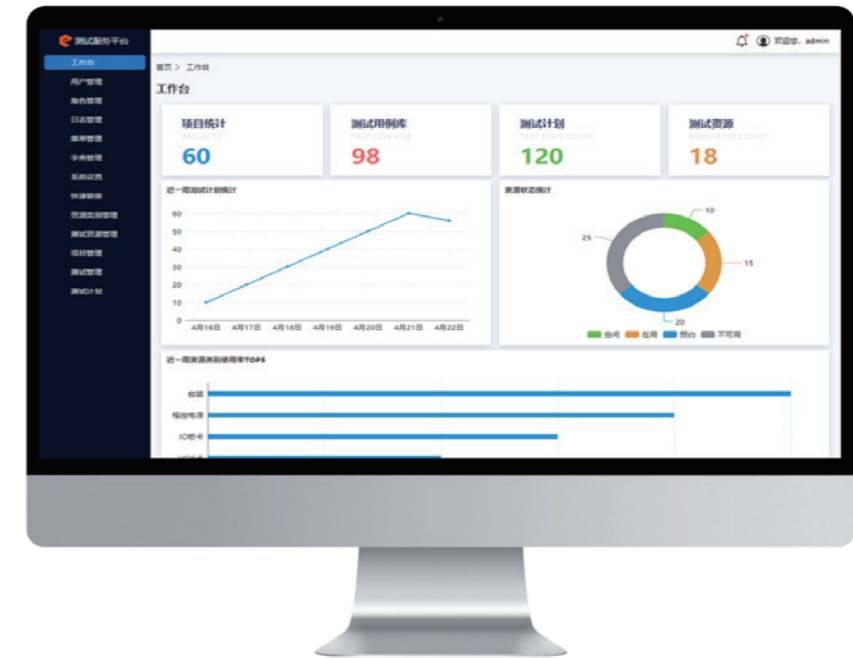 测试服务平台
欢迎您, admin
工作台
用户管理
角色管理
日志管理
菜单管理
字典管理
系统设置
快速链接
资源类别管理
测试资源管理
项目管理
测试管理
测试计划
首页 > 工作台
工作台
项目统计
60
测试用例库
98
测试计划
120
测试资源
18
近一周测试计划统计
60
50
40
30
20
10
0
4月16日 4月17日 4月18日 4月19日 4月20日 4月21日 4月22日
资源状态统计
10
15
20
25
空闲 在用 预约 不可用
近一周资源类别使用率TOP5
台架
程控电源
IO板卡